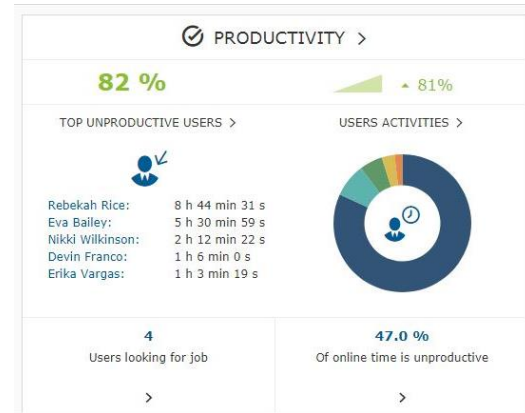 PRODUCTIVITY >
82 %
81%
TOP UNPRODUCTIVE USERS >
USERS ACTIVITIES >
Rebekah Rice: 8 h 44 min 31 s
Eva Bailey: 5 h 30 min 59 s
Nikki Wilkinson: 2 h 12 min 22 s
Devin Franco: 1 h 6 min 0 s
Erika Vargas: 1 h 3 min 19 s
4
Users looking for job
>
47.0 %
Of online time is unproductive
>